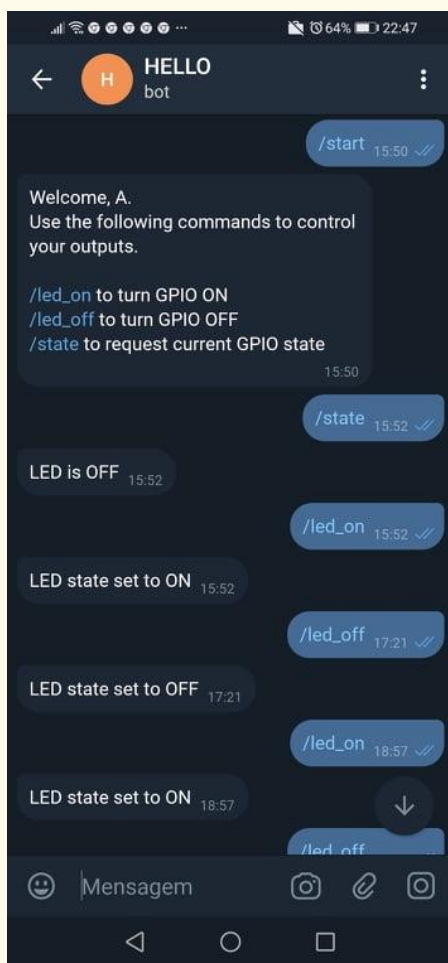 64% 22:47
H
HELLO
bot
/start 15:50
Welcome, A.
Use the following commands to control
your outputs.
/led_on to turn GPIO ON
/led_off to turn GPIO OFF
/state to request current GPIO state
15:50
/state 15:52
LED is OFF 15:52
/led_on 15:52
LED state set to ON 15:52
/led_off 17:21
LED state set to OFF 17:21
/led_on 18:57
LED state set to ON 18:57
/led_off
Mensagem